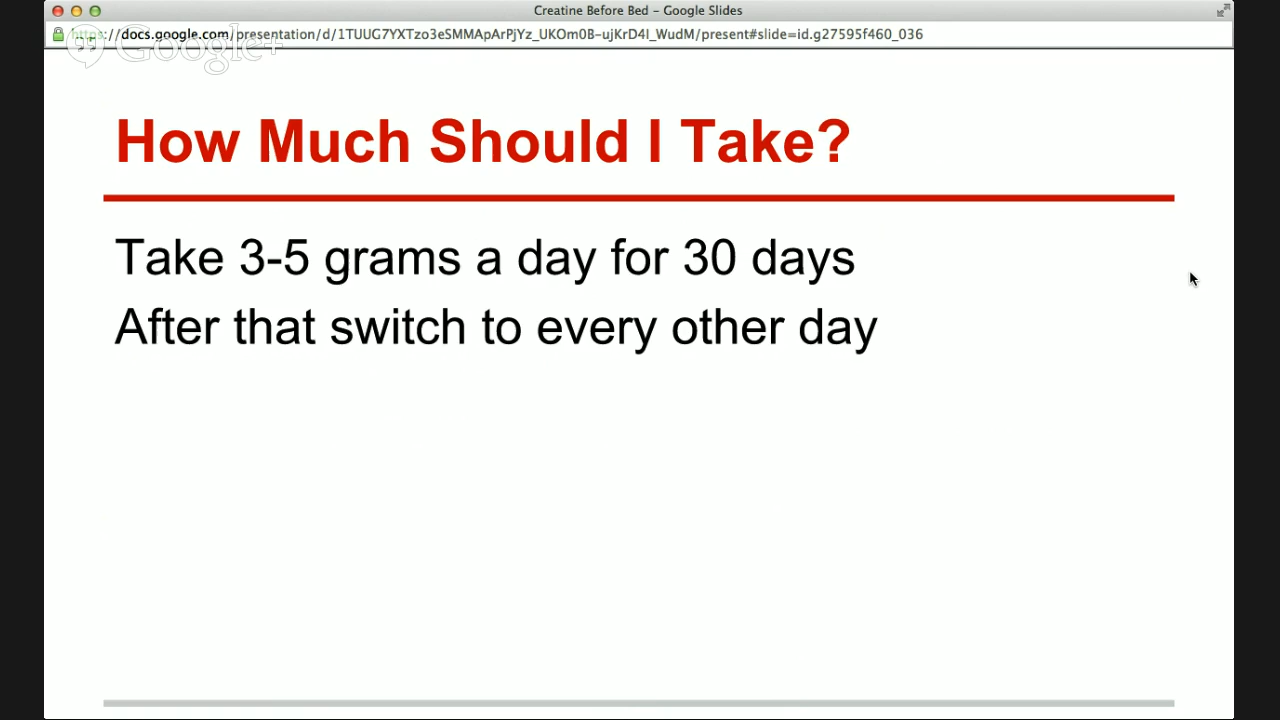 Creatine Before Bed – Google Slides
https://docs.google.com/presentation/d/1TUUG7YXTzo3eSMMApArPjYz_UKOm0B-ujKrD4I_WudM/present#slide=id.g27595f460_036
Google+
How Much Should I Take?
Take 3-5 grams a day for 30 days
After that switch to every other day